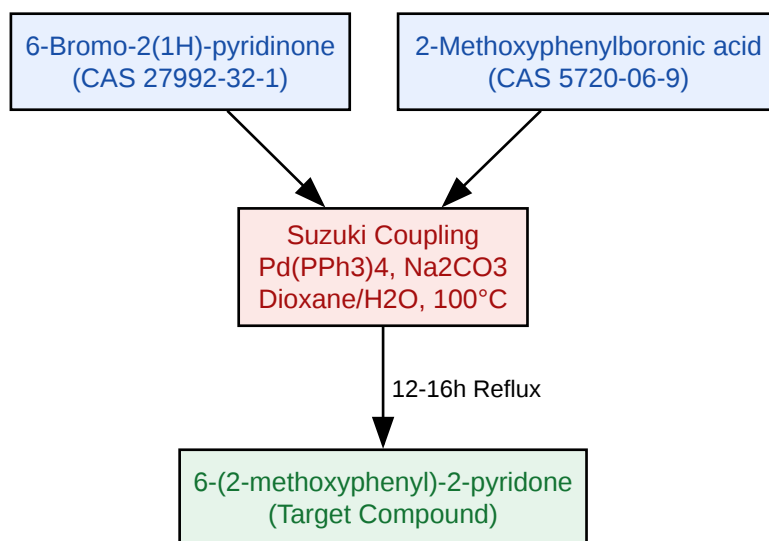 6-Bromo-2(1H)-pyridinone
(CAS 27992-32-1)
2-Methoxyphenylboronic acid
(CAS 5720-06-9)
Suzuki Coupling
Pd(PPh3)4, Na2CO3
Dioxane/H2O, 100°C
12-16h Reflux
6-(2-methoxyphenyl)-2-pyridone
(Target Compound)